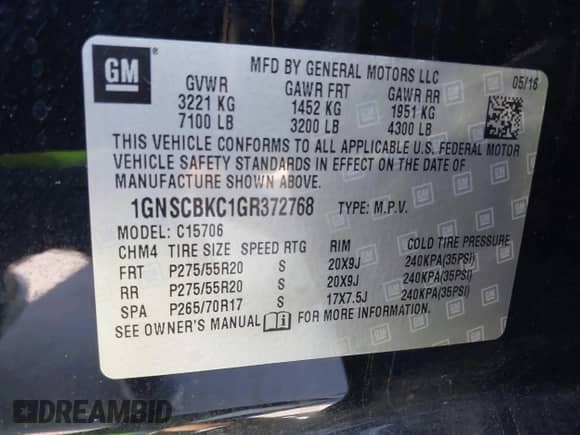 GM
MFD BY GENERAL MOTORS LLC
05/16
GVWR GAWR FRT GAWR RR
3221 KG 1452 KG 1951 KG
7100 LB 3200 LB 4300 LB
THIS VEHICLE CONFORMS TO ALL APPLICABLE U.S. FEDERAL MOTOR
VEHICLE SAFETY STANDARDS IN EFFECT ON THE DATE OF
MANUFACTURE SHOWN ABOVE.
1GNSCBKC1GR372768 TYPE: M.P.V.
MODEL: C15706
CHM4 TIRE SIZE SPEED RTG RIM COLD TIRE PRESSURE
FRT P275/55R20 S 20X9J 240KPA(35PSI)
RR P275/55R20 S 20X9J 240KPA(35PSI)
SPA P265/70R17 S 17X7.5J 240KPA(35PSI)
SEE OWNER'S MANUAL FOR MORE INFORMATION.
DREAMBID